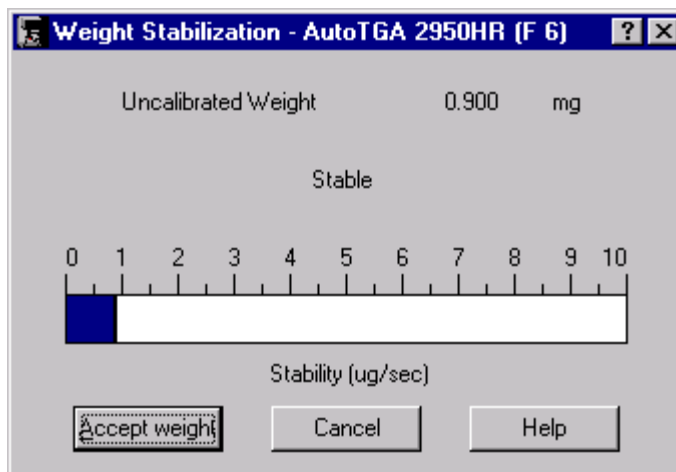 Weight Stabilization - AutoTGA 2950HR (F 6)
Uncalibrated Weight 0.900 mg
Stable
0 1 2 3 4 5 6 7 8 9 10
Stability (ug/sec)
Accept weight Cancel Help